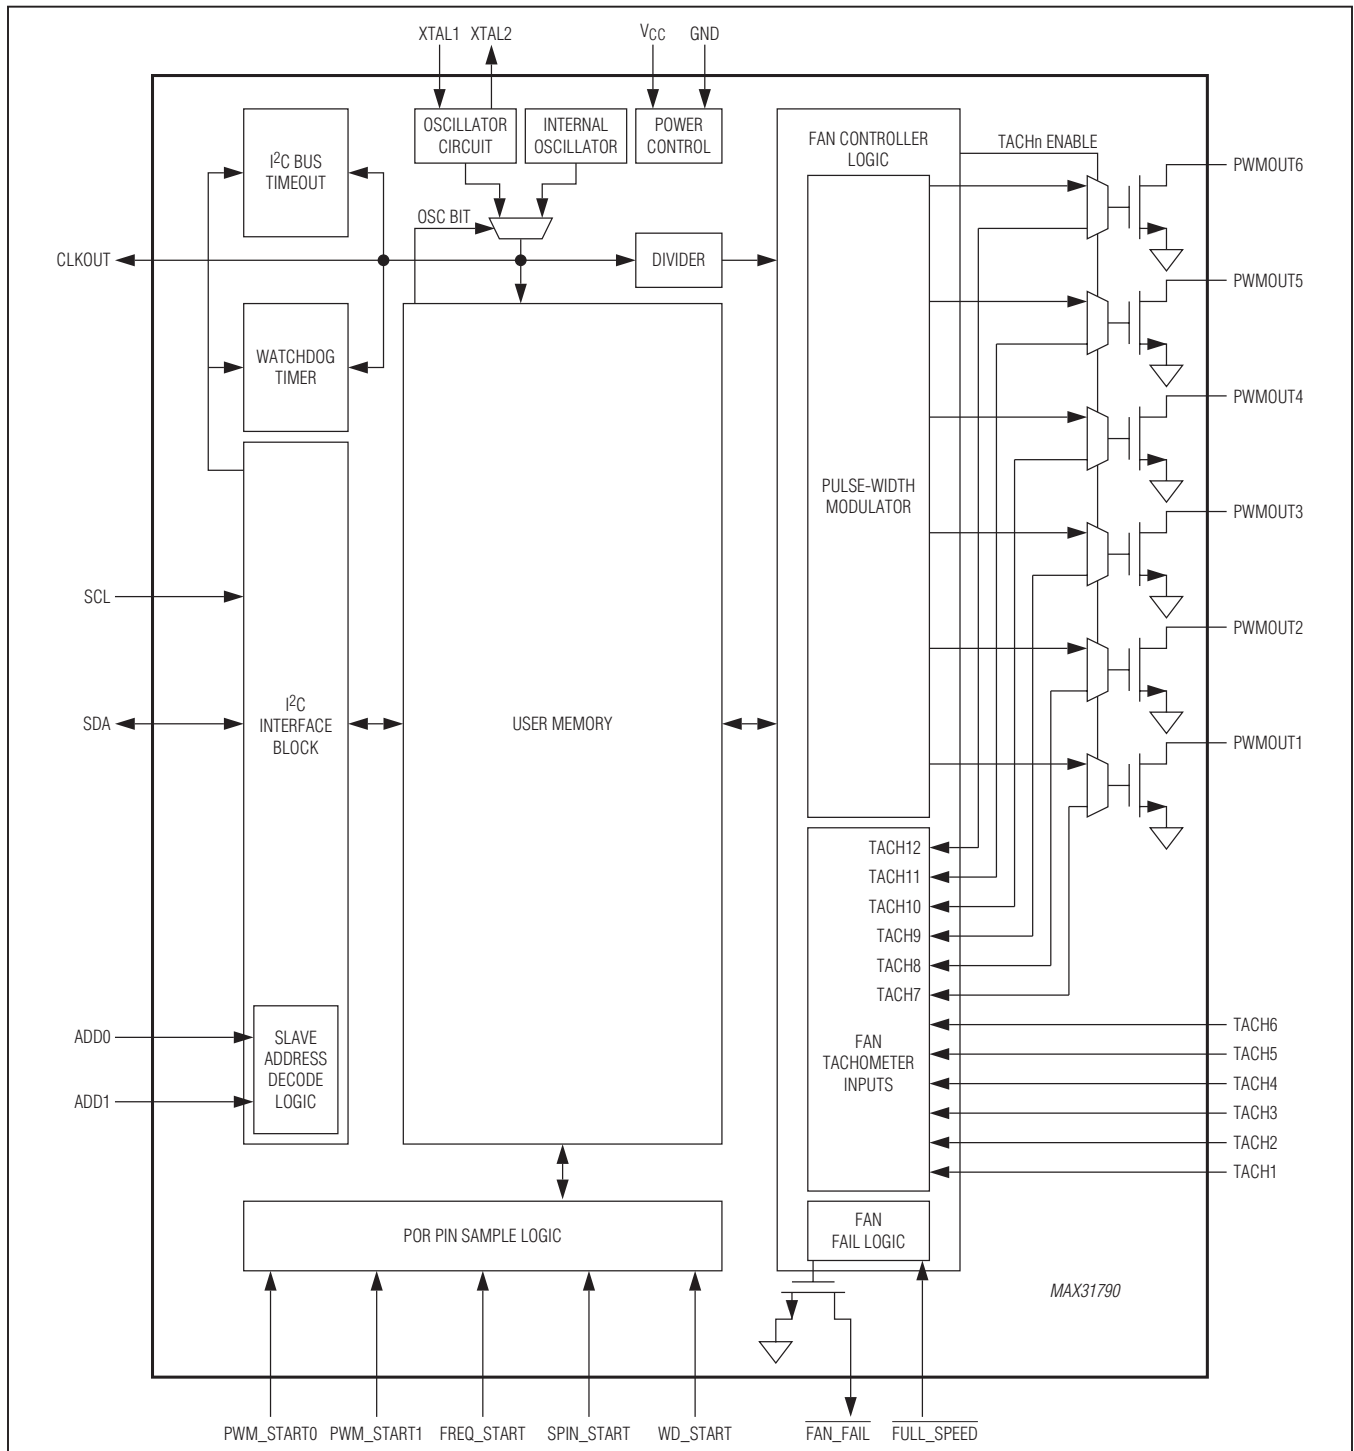 XTAL1 XTAL2 VCC GND
OSCILLATOR
CIRCUIT
INTERNAL
OSCILLATOR
POWER
CONTROL
FAN CONTROLLER
LOGIC
TACHn ENABLE
I2C BUS
TIMEOUT
OSC BIT
CLKOUT
DIVIDER
WATCHDOG
TIMER
PULSE-WIDTH
MODULATOR
PWMOUT6
PWMOUT5
PWMOUT4
PWMOUT3
PWMOUT2
PWMOUT1
SCL
SDA
I2C
INTERFACE
BLOCK
USER MEMORY
TACH12
TACH11
TACH10
TACH9
TACH8
TACH7
FAN
TACHOMETER
INPUTS
TACH6
TACH5
TACH4
TACH3
TACH2
TACH1
ADD0
ADD1
SLAVE
ADDRESS
DECODE
LOGIC
POR PIN SAMPLE LOGIC
FAN
FAIL LOGIC
MAX31790
PWM_START0 PWM_START1 FREQ_START SPIN_START WD_START FAN_FAIL FULL_SPEED